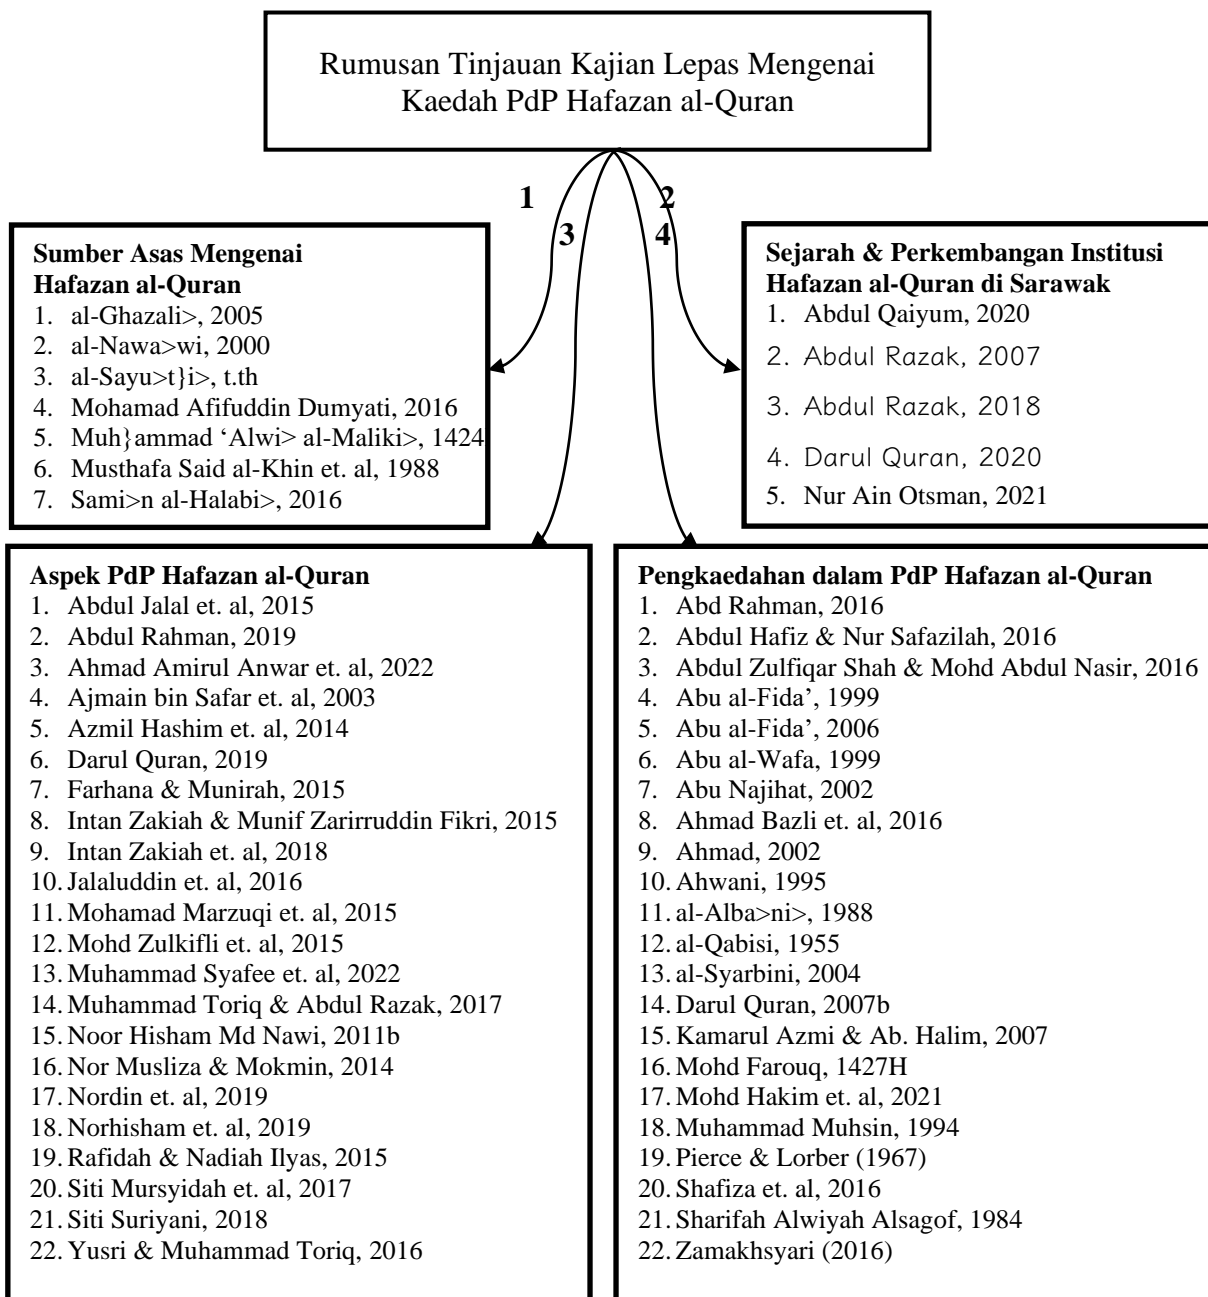 Rumusan Tinjauan Kajian Lepas Mengenai
Kaedah PdP Hafazan al-Quran
1
2
3
4
Sumber Asas Mengenai
Hafazan al-Quran
1. al-Ghazali>, 2005
2. al-Nawa>wi, 2000
3. al-Sayu>t}i>, t.th
4. Mohamad Afifuddin Dumyati, 2016
5. Muh}ammad ‘Alwi> al-Maliki>, 1424
6. Musthafa Said al-Khin et. al, 1988
7. Sami>n al-Halabi>, 2016
Sejarah & Perkembangan Institusi
Hafazan al-Quran di Sarawak
1. Abdul Qaiyum, 2020
2. Abdul Razak, 2007
3. Abdul Razak, 2018
4. Darul Quran, 2020
5. Nur Ain Otsman, 2021
Aspek PdP Hafazan al-Quran
1. Abdul Jalal et. al, 2015
2. Abdul Rahman, 2019
3. Ahmad Amirul Anwar et. al, 2022
4. Ajmain bin Safar et. al, 2003
5. Azmil Hashim et. al, 2014
6. Darul Quran, 2019
7. Farhana & Munirah, 2015
8. Intan Zakiah & Munif Zarirruddin Fikri, 2015
9. Intan Zakiah et. al, 2018
10. Jalaluddin et. al, 2016
11. Mohamad Marzuqi et. al, 2015
12. Mohd Zulkifli et. al, 2015
13. Muhammad Syafee et. al, 2022
14. Muhammad Toriq & Abdul Razak, 2017
15. Noor Hisham Md Nawi, 2011b
16. Nor Musliza & Mokmin, 2014
17. Nordin et. al, 2019
18. Norhisham et. al, 2019
19. Rafidah & Nadiah Ilyas, 2015
20. Siti Mursyidah et. al, 2017
21. Siti Suriyani, 2018
22. Yusri & Muhammad Toriq, 2016
Pengkaedahan dalam PdP Hafazan al-Quran
1. Abd Rahman, 2016
2. Abdul Hafiz & Nur Safazilah, 2016
3. Abdul Zulfiqar Shah & Mohd Abdul Nasir, 2016
4. Abu al-Fida’, 1999
5. Abu al-Fida’, 2006
6. Abu al-Wafa, 1999
7. Abu Najihat, 2002
8. Ahmad Bazli et. al, 2016
9. Ahmad, 2002
10. Ahwani, 1995
11. al-Alba>ni>, 1988
12. al-Qabisi, 1955
13. al-Syarbini, 2004
14. Darul Quran, 2007b
15. Kamarul Azmi & Ab. Halim, 2007
16. Mohd Farouq, 1427H
17. Mohd Hakim et. al, 2021
18. Muhammad Muhsin, 1994
19. Pierce & Lorber (1967)
20. Shafiza et. al, 2016
21. Sharifah Alwiyah Alsagof, 1984
22. Zamakhsyari (2016)